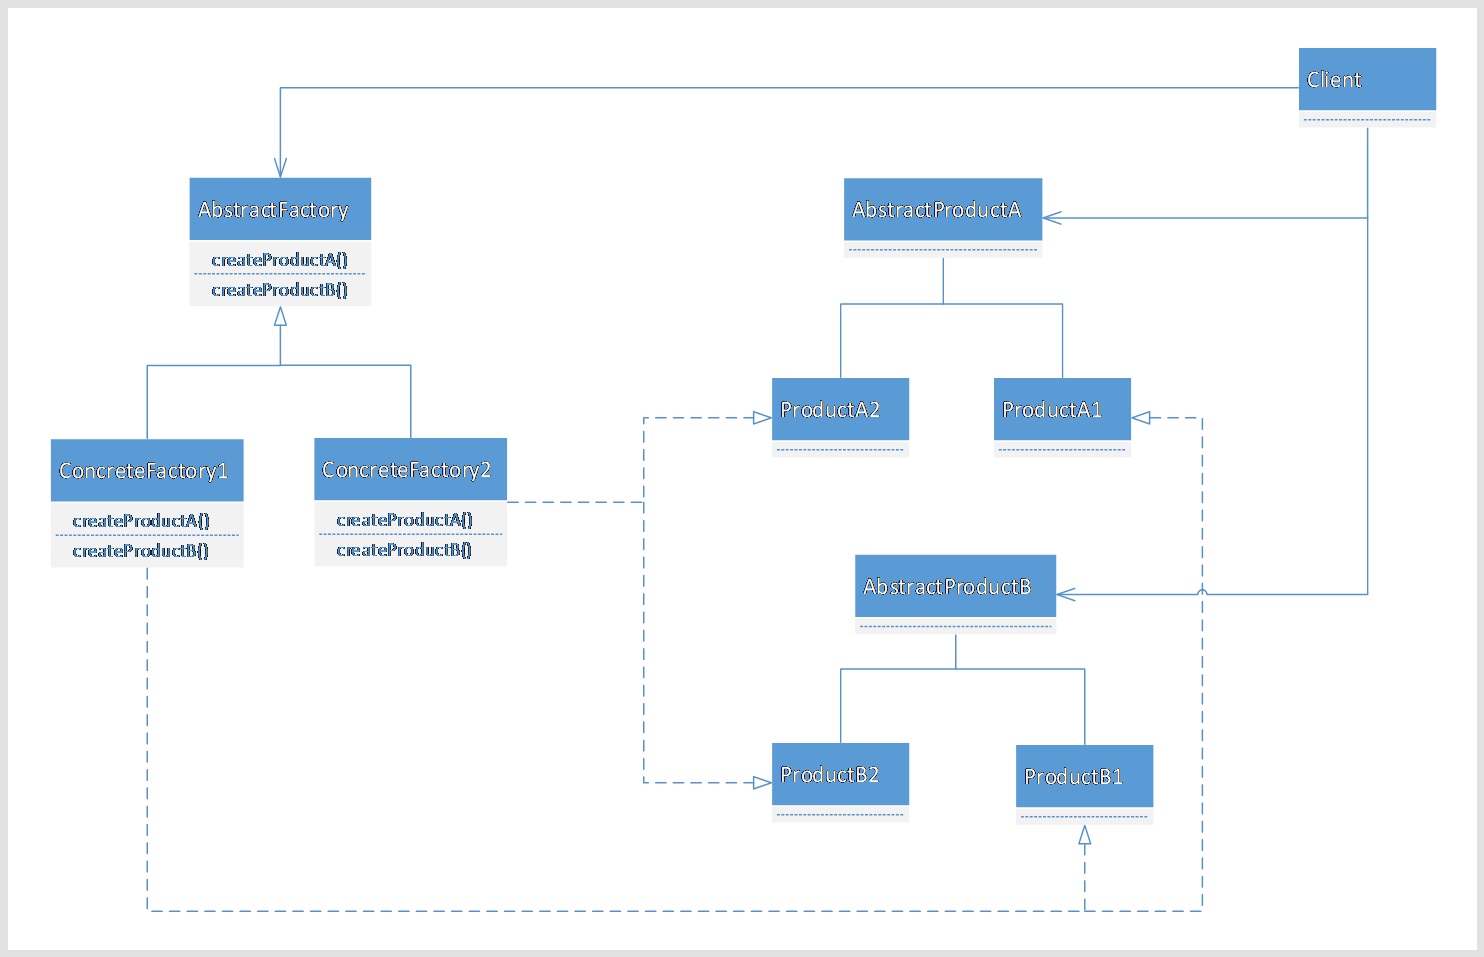 Client
AbstractFactory
createProductA()
createProductB()
AbstractProductA
ProductA2
ProductA1
ConcreteFactory1
createProductA()
createProductB()
ConcreteFactory2
createProductA()
createProductB()
AbstractProductB
ProductB2
ProductB1